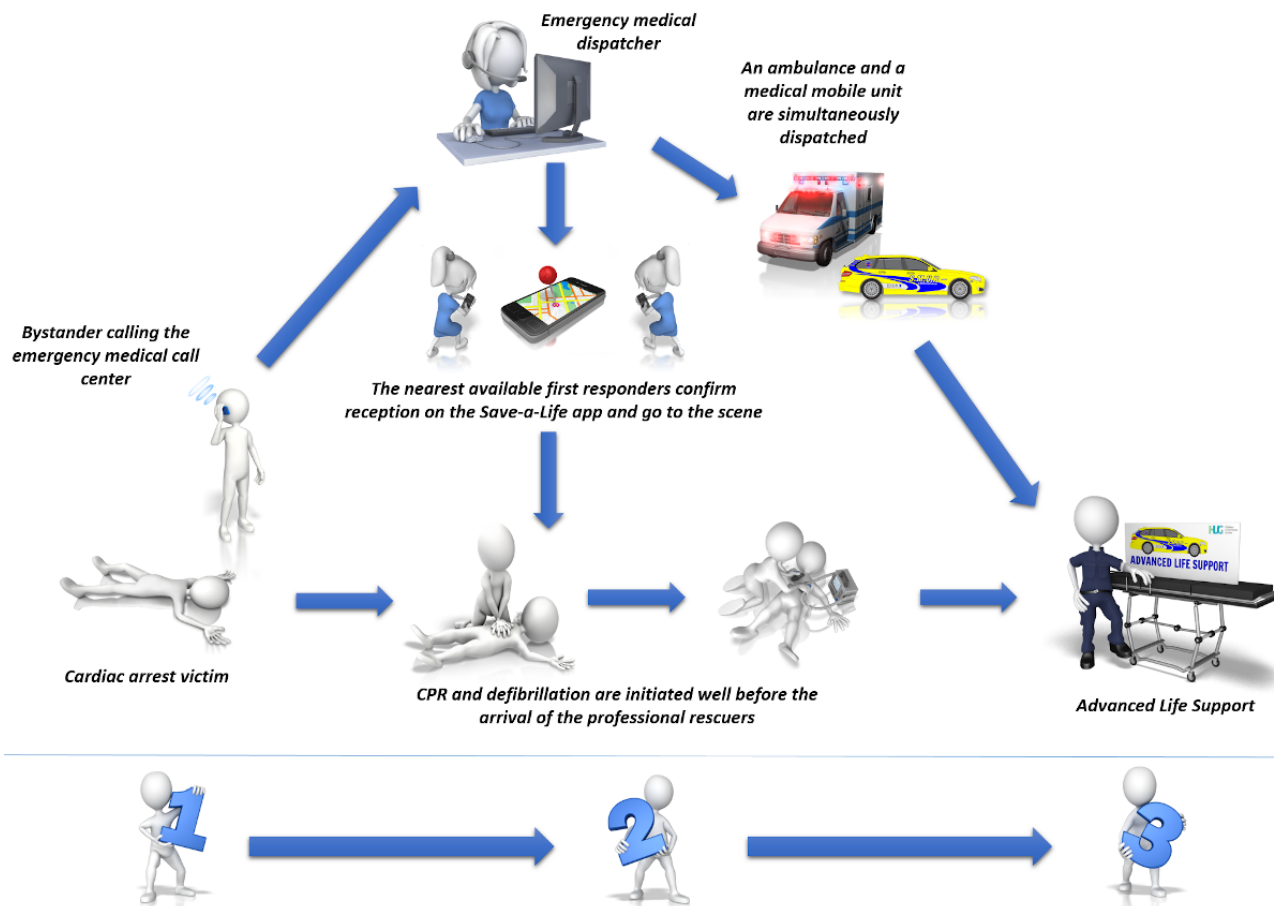 Emergency medical
dispatcher
An ambulance and a
medical mobile unit
are simultaneously
dispatched
Bystander calling the
emergency medical call
center
The nearest available first responders confirm
reception on the Save-a-Life app and go to the scene
HUG
ADVANCED LIFE SUPPORT
Cardiac arrest victim
CPR and defibrillation are initiated well before the
arrival of the professional rescuers
Advanced Life Support
1
2
3